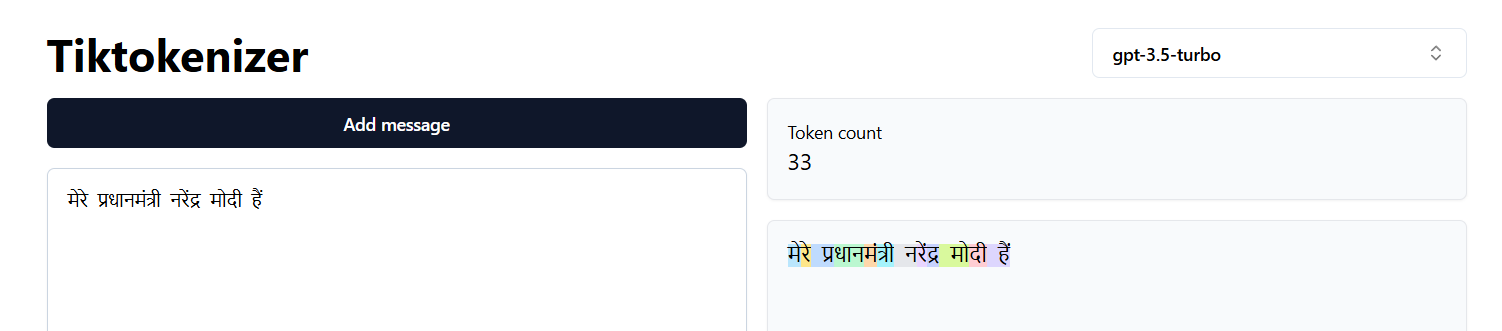 Tiktokenizer
gpt-3.5-turbo
Add message
Token count
33
मेरे प्रधानमंत्री नरेंद्र मोदी हैं
मेरे प्रधानमंत्री नरेंद्र मोदी हैं